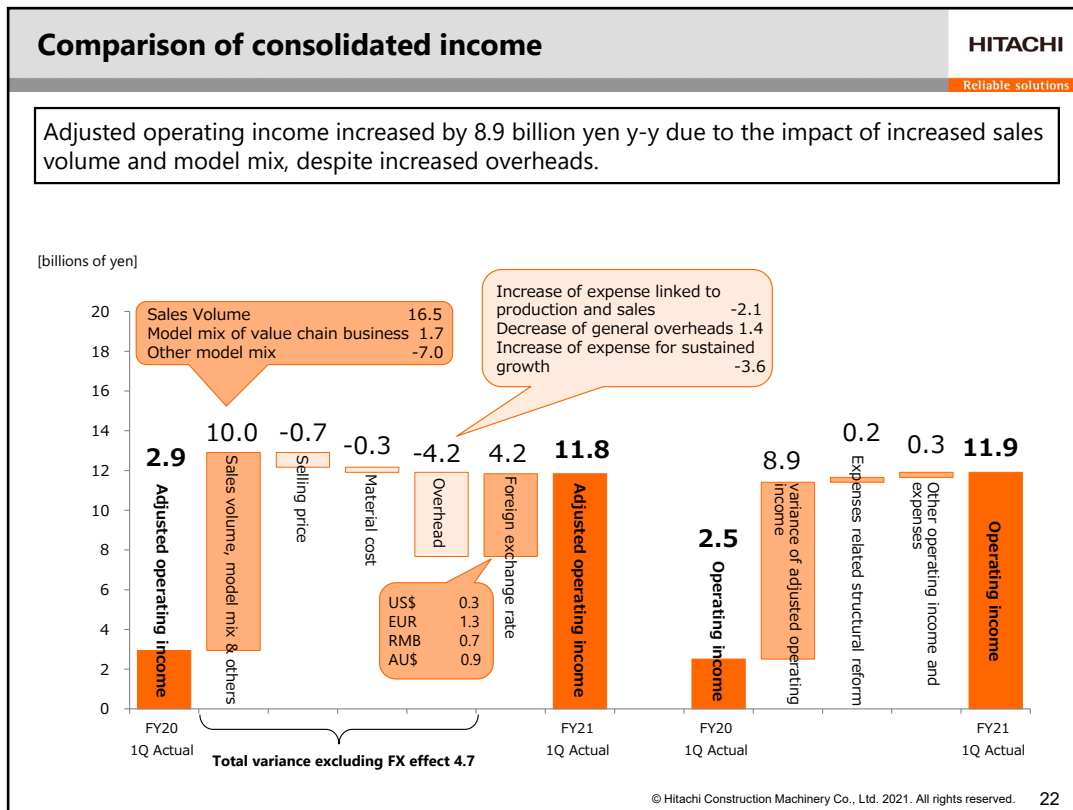 Comparison of consolidated income
HITACHI
Reliable solutions
Adjusted operating income increased by 8.9 billion yen y-y due to the impact of increased sales
volume and model mix, despite increased overheads.
[billions of yen]
20
18
16
14
12
10
8
6
4
2
0
Sales Volume 16.5
Model mix of value chain business 1.7
Other model mix -7.0
Increase of expense linked to
production and sales -2.1
Decrease of general overheads 1.4
Increase of expense for sustained
growth -3.6
2.9
Adjusted operating income
10.0
Sales volume, model mix & others
-0.7
Selling price
-0.3
Material cost
-4.2
Overhead
4.2
Foreign exchange rate
11.8
Adjusted operating income
US$ 0.3
EUR 1.3
RMB 0.7
AU$ 0.9
2.5
Operating income
8.9
variance of adjusted operating
income
0.2
Expenses related structural reform
0.3
Other operating income and
expenses
11.9
Operating income
FY20
1Q Actual
FY21
1Q Actual
FY20
1Q Actual
FY21
1Q Actual
Total variance excluding FX effect 4.7
© Hitachi Construction Machinery Co., Ltd. 2021. All rights reserved. 22